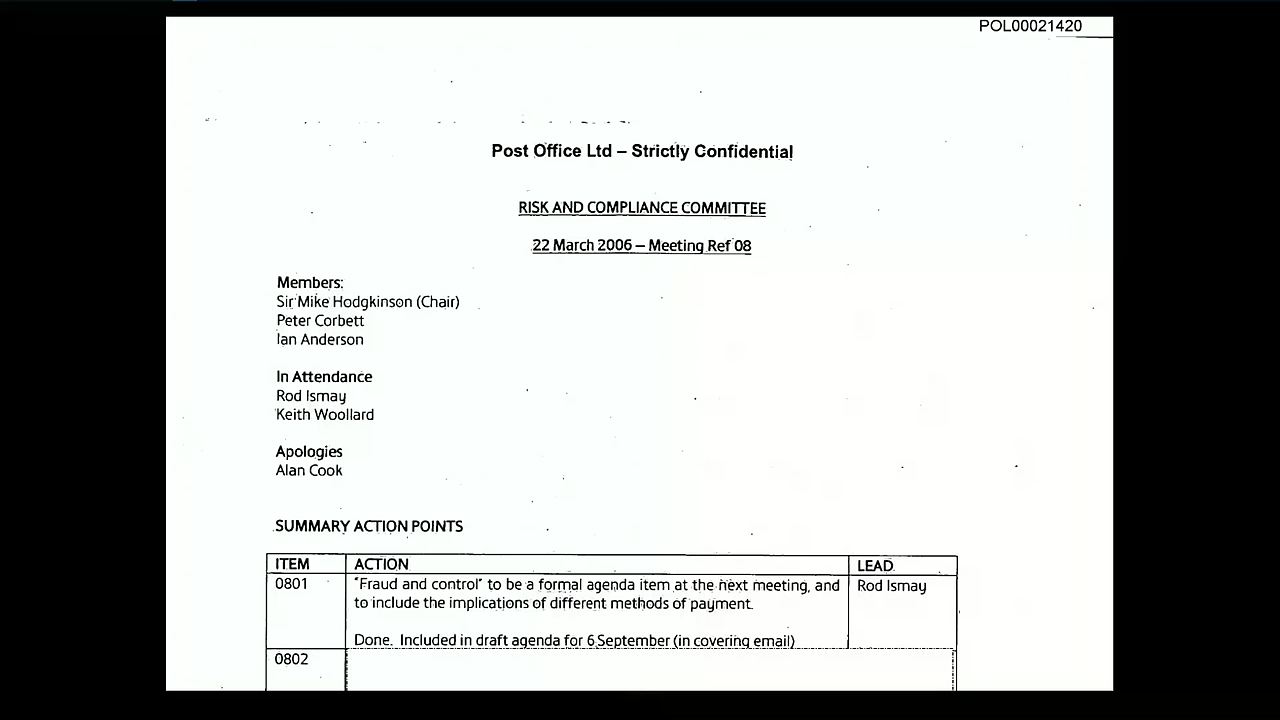 POL00021420
Post Office Ltd – Strictly Confidential
RISK AND COMPLIANCE COMMITTEE
22 March 2006 – Meeting Ref 08
Members:
Sir Mike Hodgkinson (Chair)
Peter Corbett
Ian Anderson
In Attendance
Rod Ismay
Keith Woollard
Apologies
Alan Cook
SUMMARY ACTION POINTS
ITEM ACTION LEAD
0801 "Fraud and control" to be a formal agenda item at the next meeting, and Rod Ismay
to include the implications of different methods of payment.
Done. Included in draft agenda for 6 September (in covering email)
0802